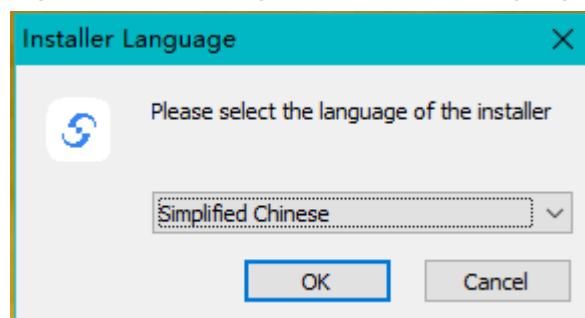 Installer Language
Please select the language of the installer
Simplified Chinese
OK
Cancel